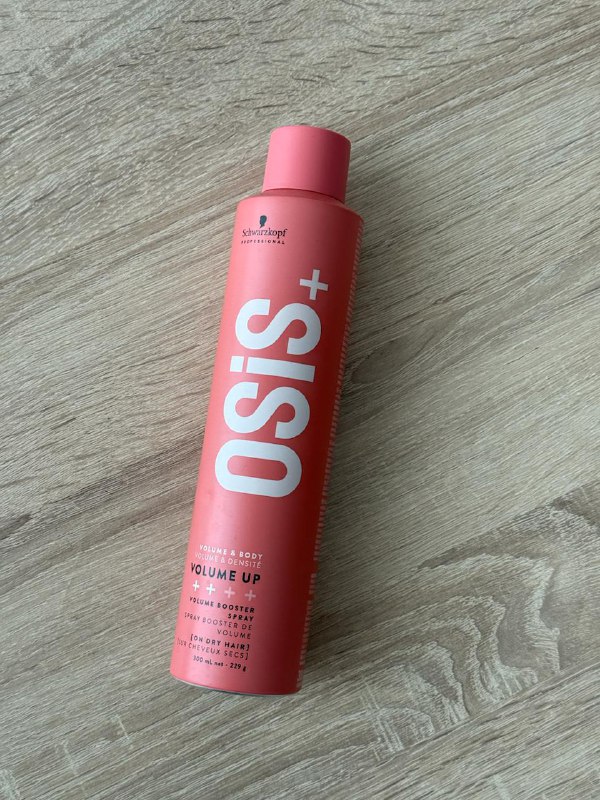 Schwarzkopf
PROFESSIONAL
OSiS+
VOLUME & BODY
VOLUME & DENSITÉ
VOLUME UP
++++
VOLUME BOOSTER
SPRAY
SPRAY BOOSTER DE
VOLUME
[ON DRY HAIR]
[SUR CHEVEUX SECS]
300 mL net - 229 g